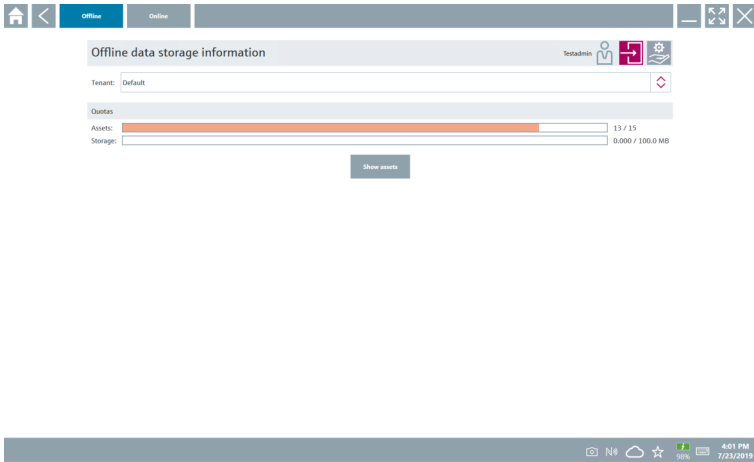 Offline Online
Offline data storage information Testadmin
Tenant: Default
Quotas
Assets: 13 / 15
Storage: 0.000 / 100.0 MB
Show assets
98% 4:01 PM
7/23/2019